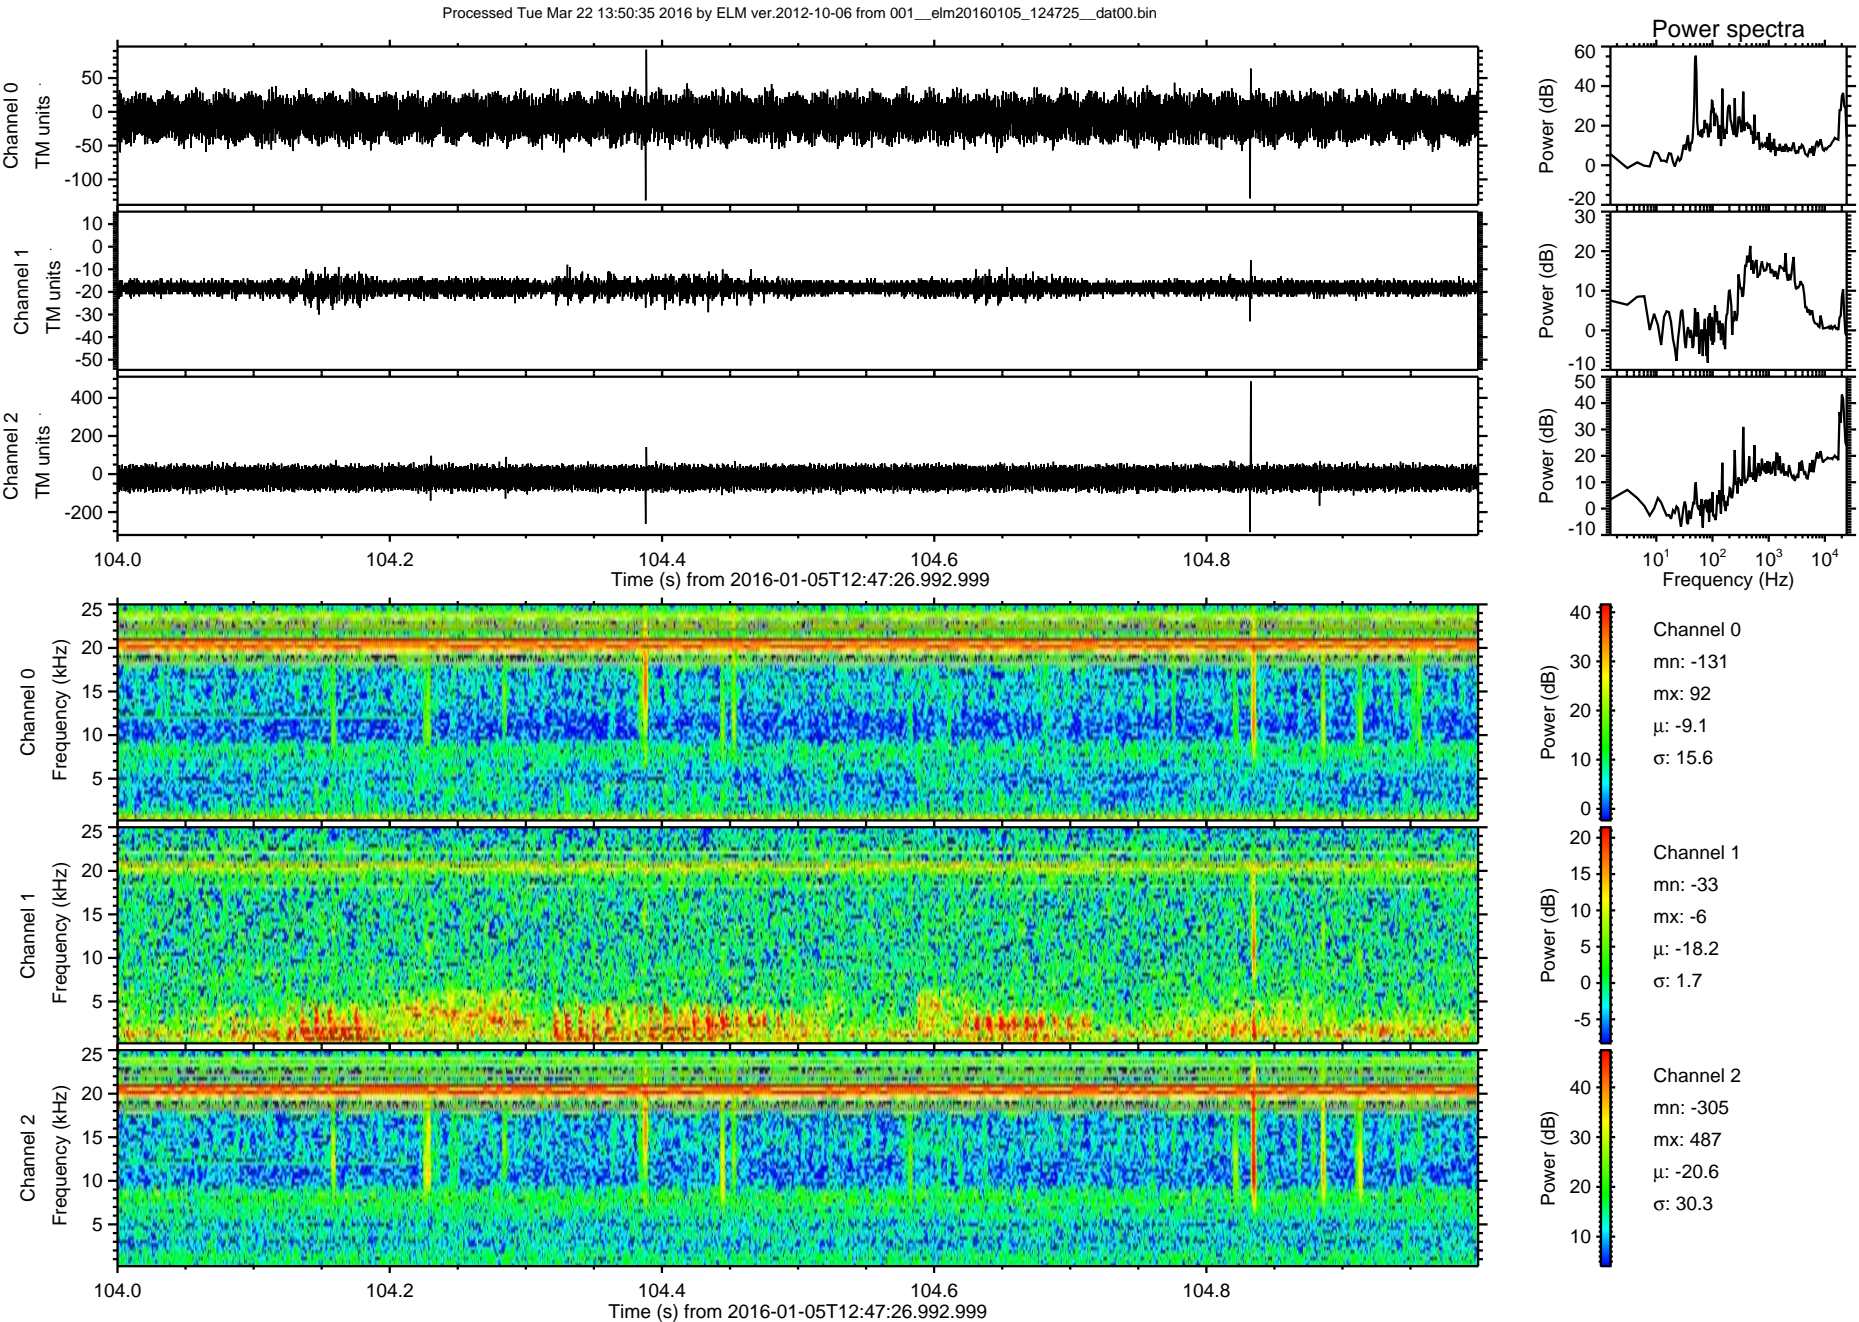 Processed Tue Mar 22 13:50:35 2016 by ELM ver.2012-10-06 from 001__elm20160105_124725__dat00.bin
Power spectra
Channel 0
TM units
50
0
-50
-100
Power (dB)
60
40
20
0
-20
Channel 1
TM units
10
0
-10
-20
-30
-40
-50
Power (dB)
30
20
10
0
-10
Channel 2
TM units
400
200
0
-200
Power (dB)
50
40
30
20
10
0
-10
104.0 104.2 104.4 104.6 104.8
Time (s) from 2016-01-05T12:47:26.992.999
10^1 10^2 10^3 10^4
Frequency (Hz)
Channel 0
Frequency (kHz)
25
20
15
10
5
Power (dB)
40
30
20
10
0
Channel 0
mn: -131
mx: 92
μ: -9.1
σ: 15.6
Channel 1
Frequency (kHz)
25
20
15
10
5
Power (dB)
20
15
10
5
0
-5
Channel 1
mn: -33
mx: -6
μ: -18.2
σ: 1.7
Channel 2
Frequency (kHz)
25
20
15
10
5
Power (dB)
40
30
20
10
Channel 2
mn: -305
mx: 487
μ: -20.6
σ: 30.3
104.0 104.2 104.4 104.6 104.8
Time (s) from 2016-01-05T12:47:26.992.999